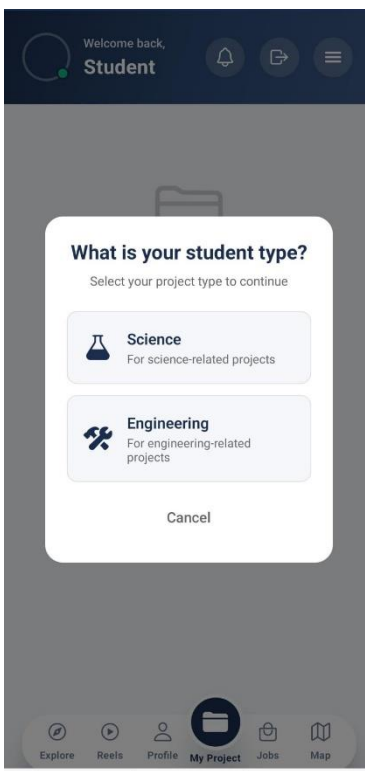 Welcome back,
Student
What is your student type?
Select your project type to continue
Science
For science-related projects
Engineering
For engineering-related
projects
Cancel
Explore
Reels
Profile
My Project
Jobs
Map